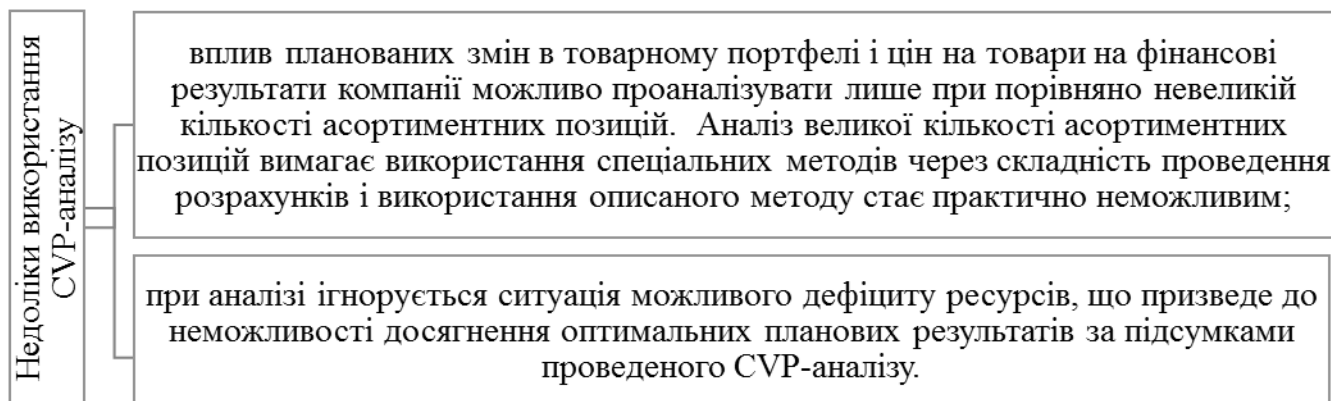 Недоліки використання
CVP-аналізу
вплив планованих змін в товарному портфелі і цін на товари на фінансові
результати компанії можливо проаналізувати лише при порівняно невеликій
кількості асортиментних позицій. Аналіз великої кількості асортиментних
позицій вимагає використання спеціальних методів через складність проведення
розрахунків і використання описаного методу стає практично неможливим;
при аналізі ігнорується ситуація можливого дефіциту ресурсів, що призведе до
неможливості досягнення оптимальних планових результатів за підсумками
проведеного CVP-аналізу.